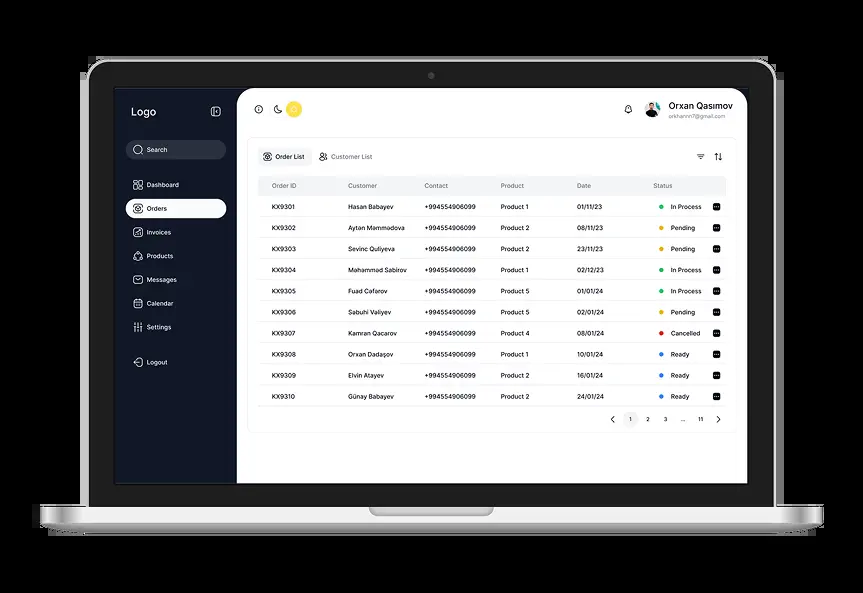 Logo
Search
Dashboard
Orders
Invoices
Products
Messages
Calendar
Settings
Logout
Orxan Qasımov
orkhannn7@gmail.com
Order List Customer List
Order ID Customer Contact Product Date Status
KX9301 Hasan Babayev +994554906099 Product 1 01/11/23 In Process
KX9302 Aytən Məmmədova +994554906099 Product 2 08/11/23 Pending
KX9303 Sevinc Quliyeva +994554906099 Product 2 23/11/23 Pending
KX9304 Məhəmməd Səbirov +994554906099 Product 1 02/12/23 In Process
KX9305 Fuad Cəfərov +994554906099 Product 5 01/01/24 In Process
KX9306 Sabuhi Valiyev +994554906099 Product 5 02/01/24 Pending
KX9307 Kamran Qacarov +994554906099 Product 4 08/01/24 Cancelled
KX9308 Orxan Dadaşov +994554906099 Product 1 10/01/24 Ready
KX9309 Elvin Atayev +994554906099 Product 2 16/01/24 Ready
KX9310 Günay Babayev +994554906099 Product 2 24/01/24 Ready
1 2 3 ... 11